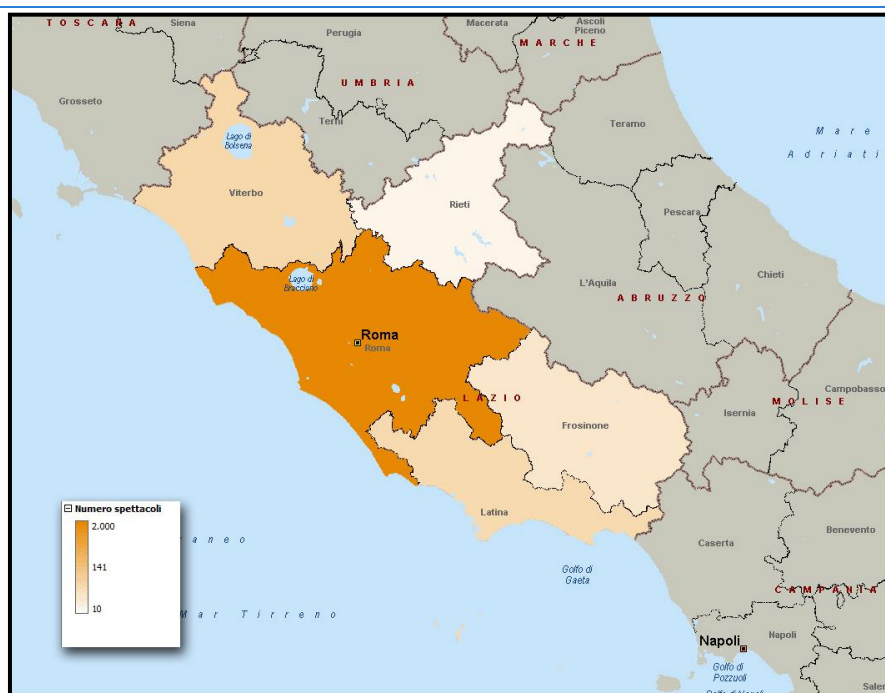 TOSCANA
Siena
Perugia
Macerata
Ascoli
Piceno
MARCHE
UMBRIA
Grosseto
Terni
Teramo
Lago di
Bolsena
Mare
Adriati
Viterbo
Rieti
Pescara
Lago di
Bracciano
L'Aquila
Chieti
ABRUZZO
Roma
Roma
LAZIO
Campobasso
MOLISE
Isernia
Frosinone
Latina
Numero spettacoli
2.000
141
10
raneo
Caserta
Benevento
Golfo di
Gaeta
CAMPANIA
Mar Tirreno
Napoli
Napoli
Golfo di
Pozzuoli
Saler